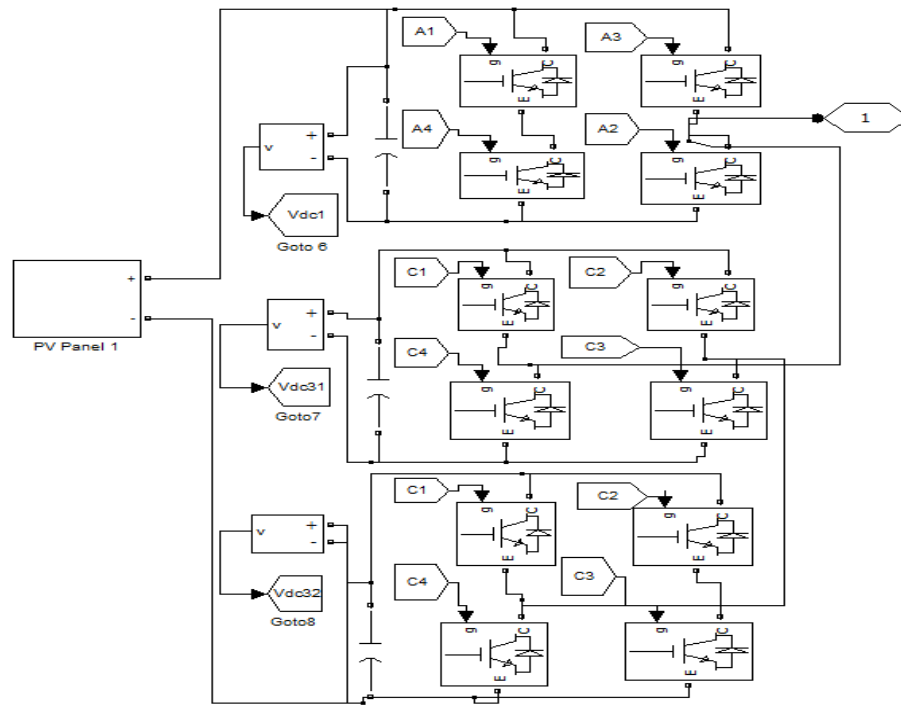 A1
A3
g
C
g
C
E
E
1
A4
A2
+
v
-
g
C
g
C
E
E
Vdc1
Goto 6
+
-
PV Panel 1
C1
C2
g
C
g
C
+
v
-
E
E
C4
C3
Vdc31
Goto7
g
C
g
C
E
E
C1
C2
g
C
g
C
+
v
-
E
E
C4
C3
Vdc32
Goto8
g
C
g
C
E
E